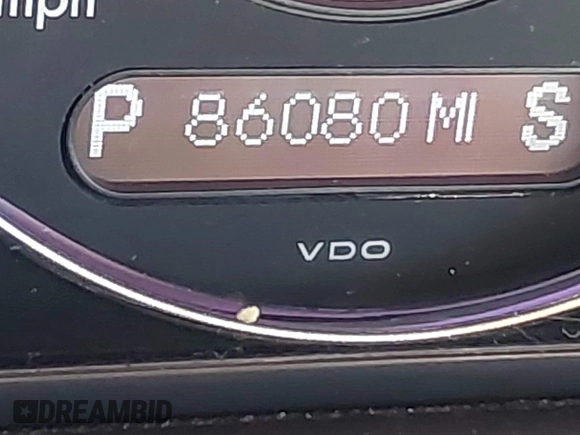 mph
P 86080 MI S
VDO
DREAMBID